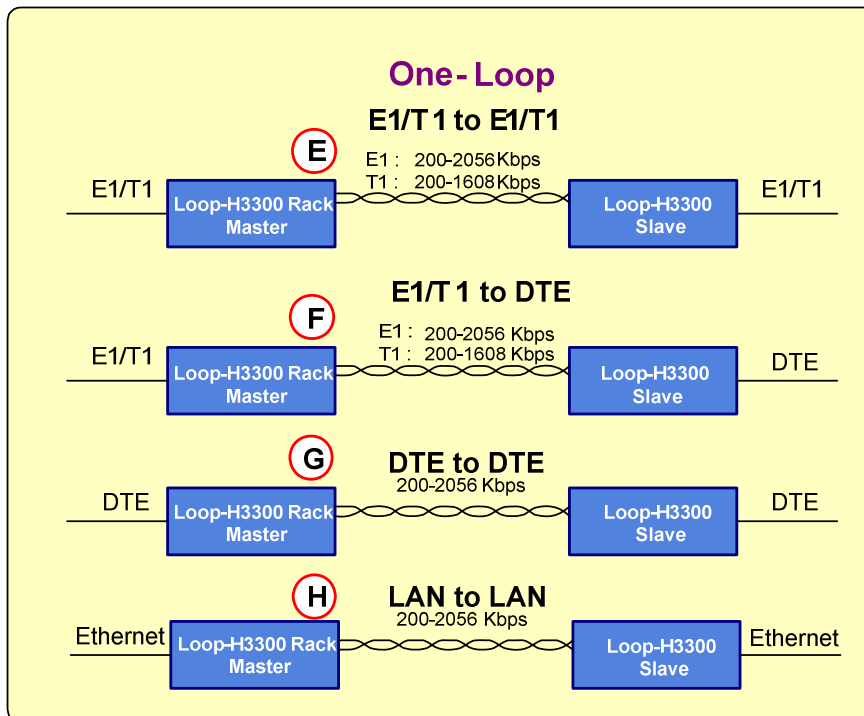 One-Loop
E1/T1 to E1/T1
E
E1 : 200-2056 Kbps
T1 : 200-1608 Kbps
E1/T1
Loop-H3300 Rack
Master
Loop-H3300
Slave
E1/T1
E1/T1 to DTE
F
E1 : 200-2056 Kbps
T1 : 200-1608 Kbps
E1/T1
Loop-H3300 Rack
Master
Loop-H3300
Slave
DTE
G
DTE to DTE
200-2056 Kbps
DTE
Loop-H3300 Rack
Master
Loop-H3300
Slave
DTE
H
LAN to LAN
200-2056 Kbps
Ethernet
Loop-H3300 Rack
Master
Loop-H3300
Slave
Ethernet